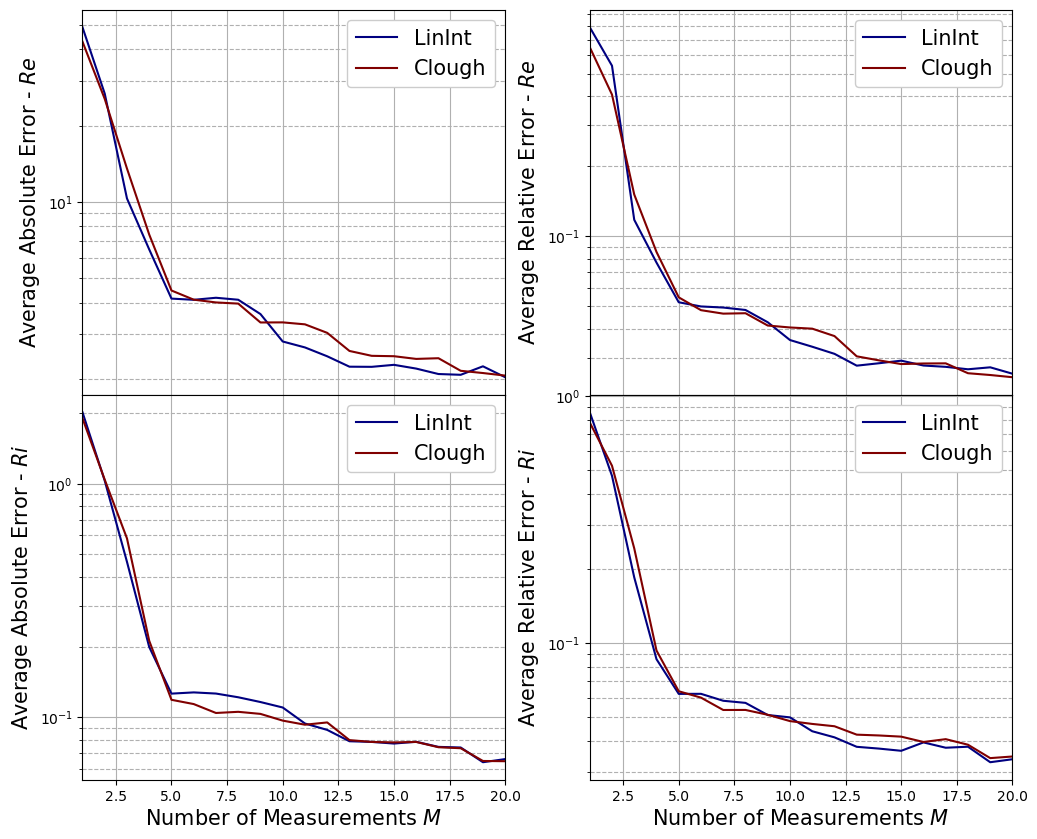 Average Absolute Error - Re
10¹
LinInt
Clough
Average Relative Error - Re
10⁻¹
LinInt
Clough
Average Absolute Error - Ri
10⁰
10⁻¹
LinInt
Clough
2.5 5.0 7.5 10.0 12.5 15.0 17.5 20.0
Number of Measurements M
Average Relative Error - Ri
10⁰
10⁻¹
LinInt
Clough
2.5 5.0 7.5 10.0 12.5 15.0 17.5 20.0
Number of Measurements M